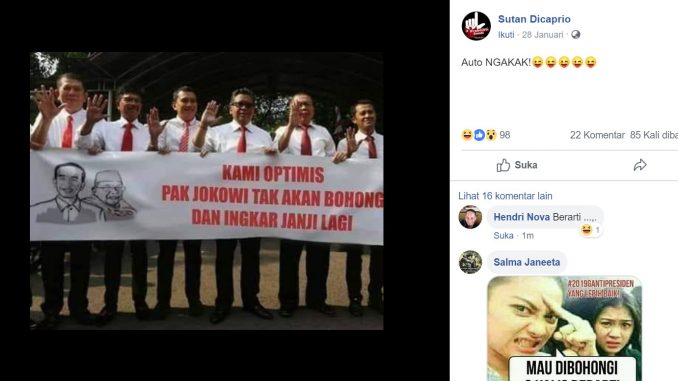 KAMI OPTIMIS
PAK JOKOWI TAK AKAN BOHONG
DAN INGKAR JANJI LAGI
Sutan Dicaprio
Ikuti · 28 Januari ·
Auto NGAKAK!😜😜😜😜😜
98
22 Komentar 85 Kali diba
Suka
Lihat 16 komentar lain
Hendri Nova Berarti ...,.
1
Suka · 1m
Salma Janeeta
#2019GANTIPRESIDEN
YANG LEBIH BAIK!
MAU DIBOHONGI